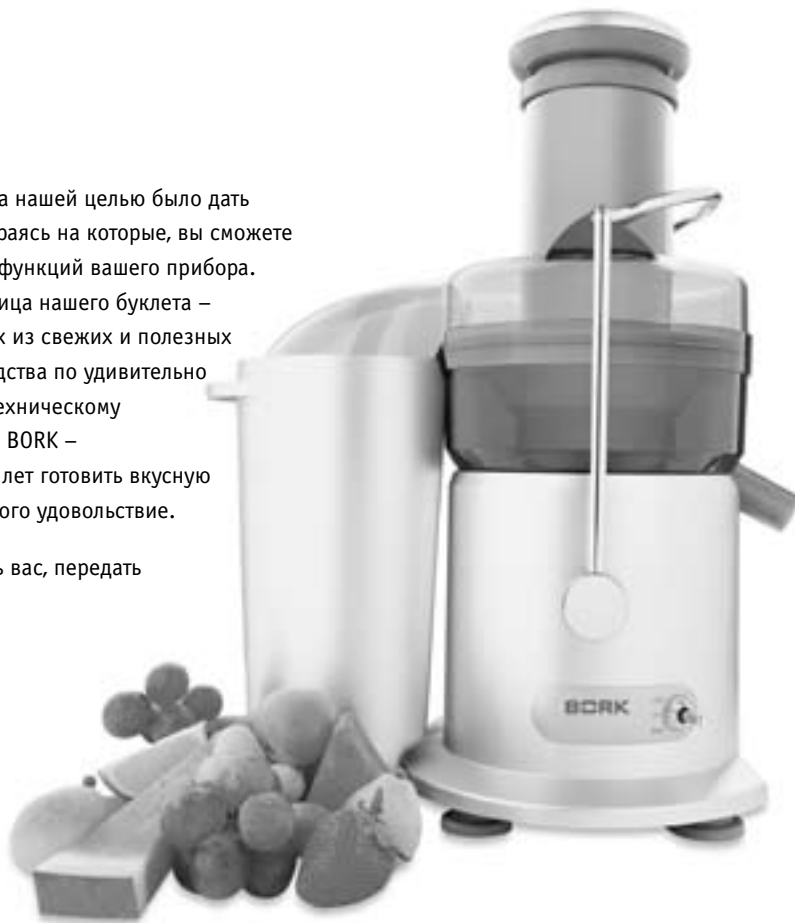 а нашей целью было дать
раясь на которые, вы сможете
функций вашего прибора.
ица нашего буклета –
х из свежих и полезных
дства по удивительно
ехническому
BORK –
лет готовить вкусную
ого удовольствие.
ь вас, передать
BORK